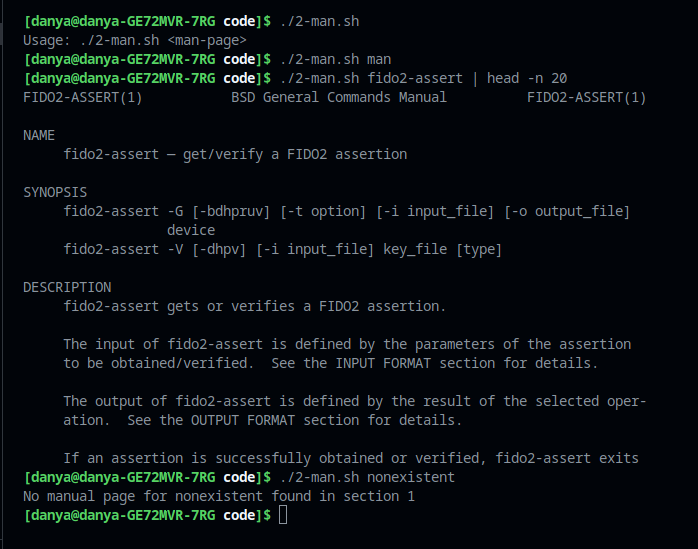 [danya@danya-GE72MVR-7RG code]$ ./2-man.sh
Usage: ./2-man.sh <man-page>
[danya@danya-GE72MVR-7RG code]$ ./2-man.sh man
[danya@danya-GE72MVR-7RG code]$ ./2-man.sh fido2-assert | head -n 20
FIDO2-ASSERT(1)           BSD General Commands Manual          FIDO2-ASSERT(1)

NAME
     fido2-assert — get/verify a FIDO2 assertion

SYNOPSIS
     fido2-assert -G [-bdhpruv] [-t option] [-i input_file] [-o output_file]
                  device
     fido2-assert -V [-dhpv] [-i input_file] key_file [type]

DESCRIPTION
     fido2-assert gets or verifies a FIDO2 assertion.

     The input of fido2-assert is defined by the parameters of the assertion
     to be obtained/verified.  See the INPUT FORMAT section for details.

     The output of fido2-assert is defined by the result of the selected oper-
     ation.  See the OUTPUT FORMAT section for details.

     If an assertion is successfully obtained or verified, fido2-assert exits
[danya@danya-GE72MVR-7RG code]$ ./2-man.sh nonexistent
No manual page for nonexistent found in section 1
[danya@danya-GE72MVR-7RG code]$